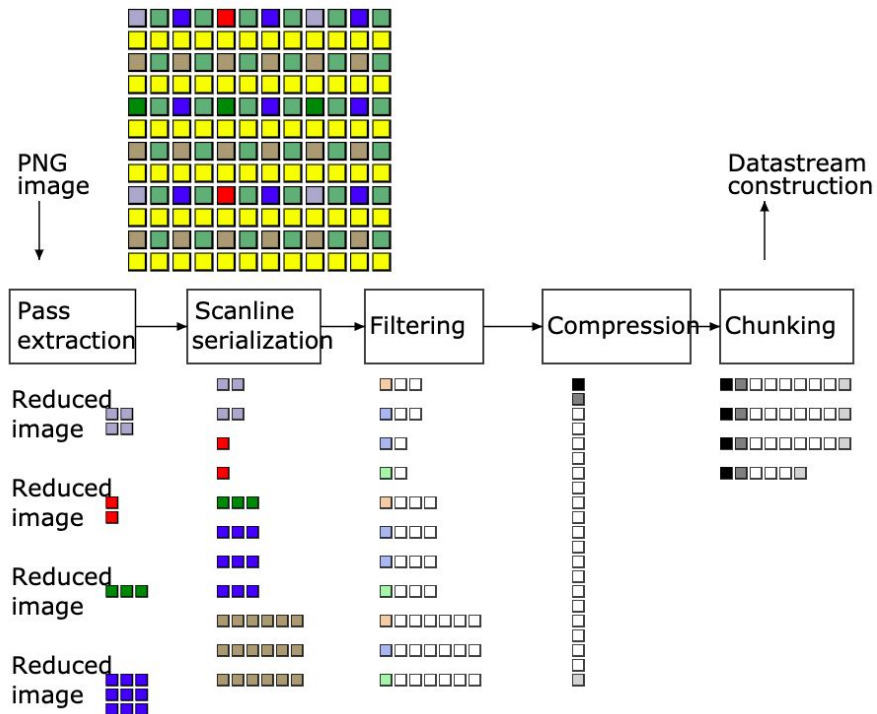 PNG
image
Datastream
construction
Pass
extraction
Scanline
serialization
Filtering
Compression
Chunking
Reduced
image
Reduced
image
Reduced
image
Reduced
image